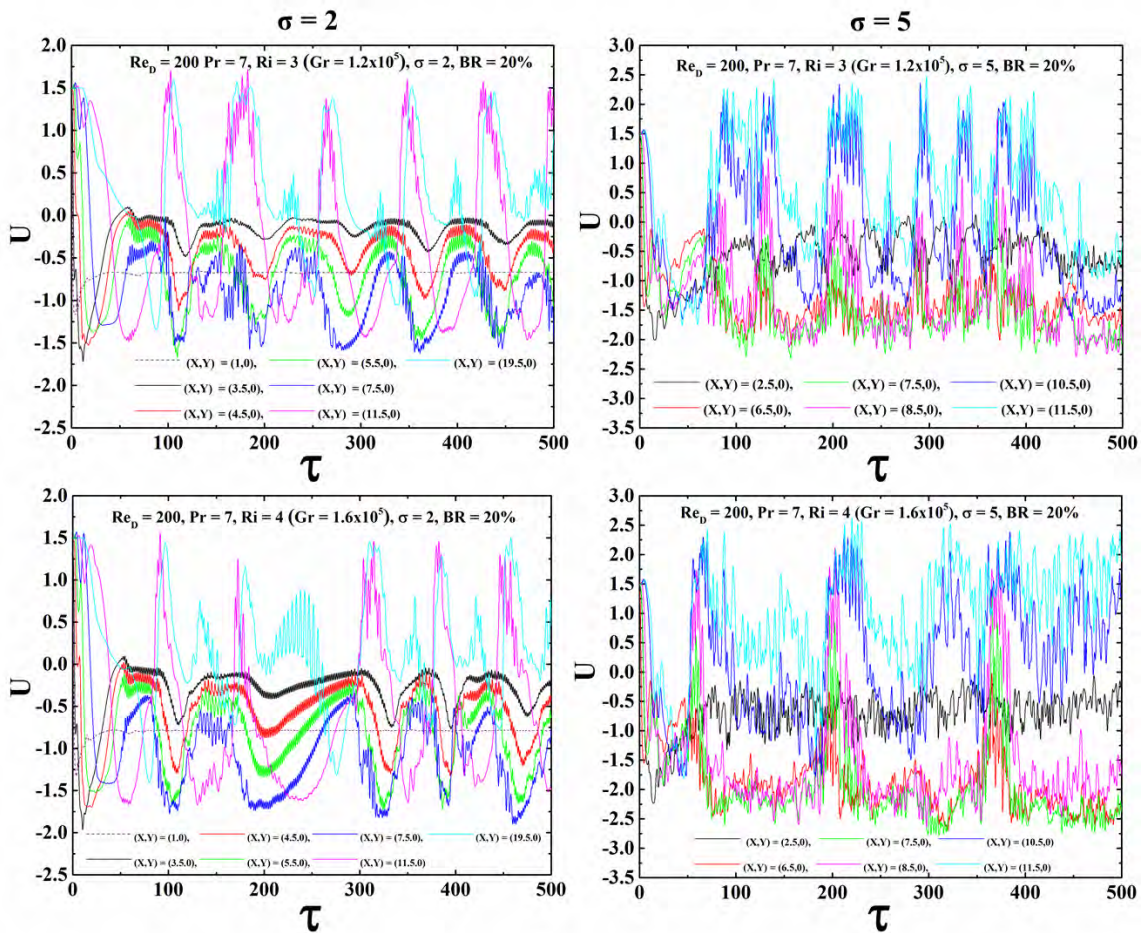 σ = 2
σ = 5
Re_D = 200 Pr = 7, Ri = 3 (Gr = 1.2x10⁵), σ = 2, BR = 20%
2.0
1.5
1.0
0.5
0.0
-0.5
-1.0
-1.5
-2.0
-2.5
U
(X,Y) = (1,0),
(X,Y) = (5.5,0),
(X,Y) = (19.5,0)
(X,Y) = (3.5,0),
(X,Y) = (7.5,0)
(X,Y) = (4.5,0),
(X,Y) = (11.5,0)
0 100 200 300 400 500
τ
Re_D = 200, Pr = 7, Ri = 3 (Gr = 1.2x10⁵), σ = 5, BR = 20%
3.0
2.5
2.0
1.5
1.0
0.5
0.0
-0.5
-1.0
-1.5
-2.0
-2.5
-3.0
-3.5
U
(X,Y) = (2.5,0),
(X,Y) = (7.5,0),
(X,Y) = (10.5,0)
(X,Y) = (6.5,0),
(X,Y) = (8.5,0),
(X,Y) = (11.5,0)
0 100 200 300 400 500
τ
Re_D = 200, Pr = 7, Ri = 4 (Gr = 1.6x10⁵), σ = 2, BR = 20%
2.0
1.5
1.0
0.5
0.0
-0.5
-1.0
-1.5
-2.0
-2.5
U
(X,Y) = (1,0),
(X,Y) = (4.5,0),
(X,Y) = (7.5,0),
(X,Y) = (19.5,0)
(X,Y) = (3.5,0),
(X,Y) = (5.5,0),
(X,Y) = (11.5,0)
0 100 200 300 400 500
τ
Re_D = 200, Pr = 7, Ri = 4 (Gr = 1.6x10⁵), σ = 5, BR = 20%
3.0
2.5
2.0
1.5
1.0
0.5
0.0
-0.5
-1.0
-1.5
-2.0
-2.5
-3.0
-3.5
U
(X,Y) = (2.5,0),
(X,Y) = (7.5,0),
(X,Y) = (10.5,0)
(X,Y) = (6.5,0),
(X,Y) = (8.5,0),
(X,Y) = (11.5,0)
0 100 200 300 400 500
τ